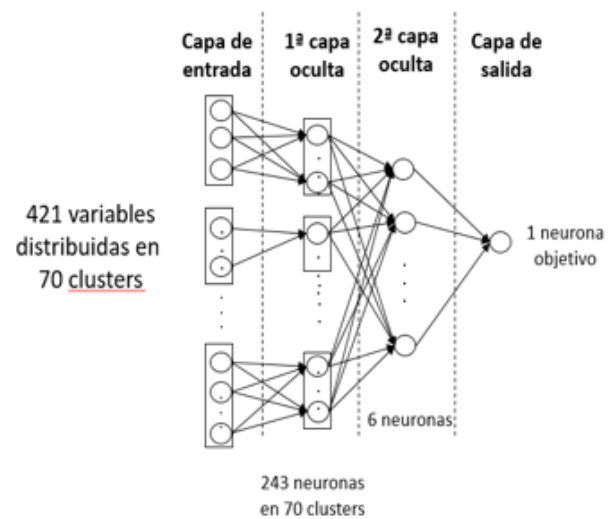 Capa de
entrada
1ª capa
oculta
2ª capa
oculta
Capa de
salida
421 variables
distribuidas en
70 clusters
1 neurona
objetivo
6 neuronas
243 neuronas
en 70 clusters